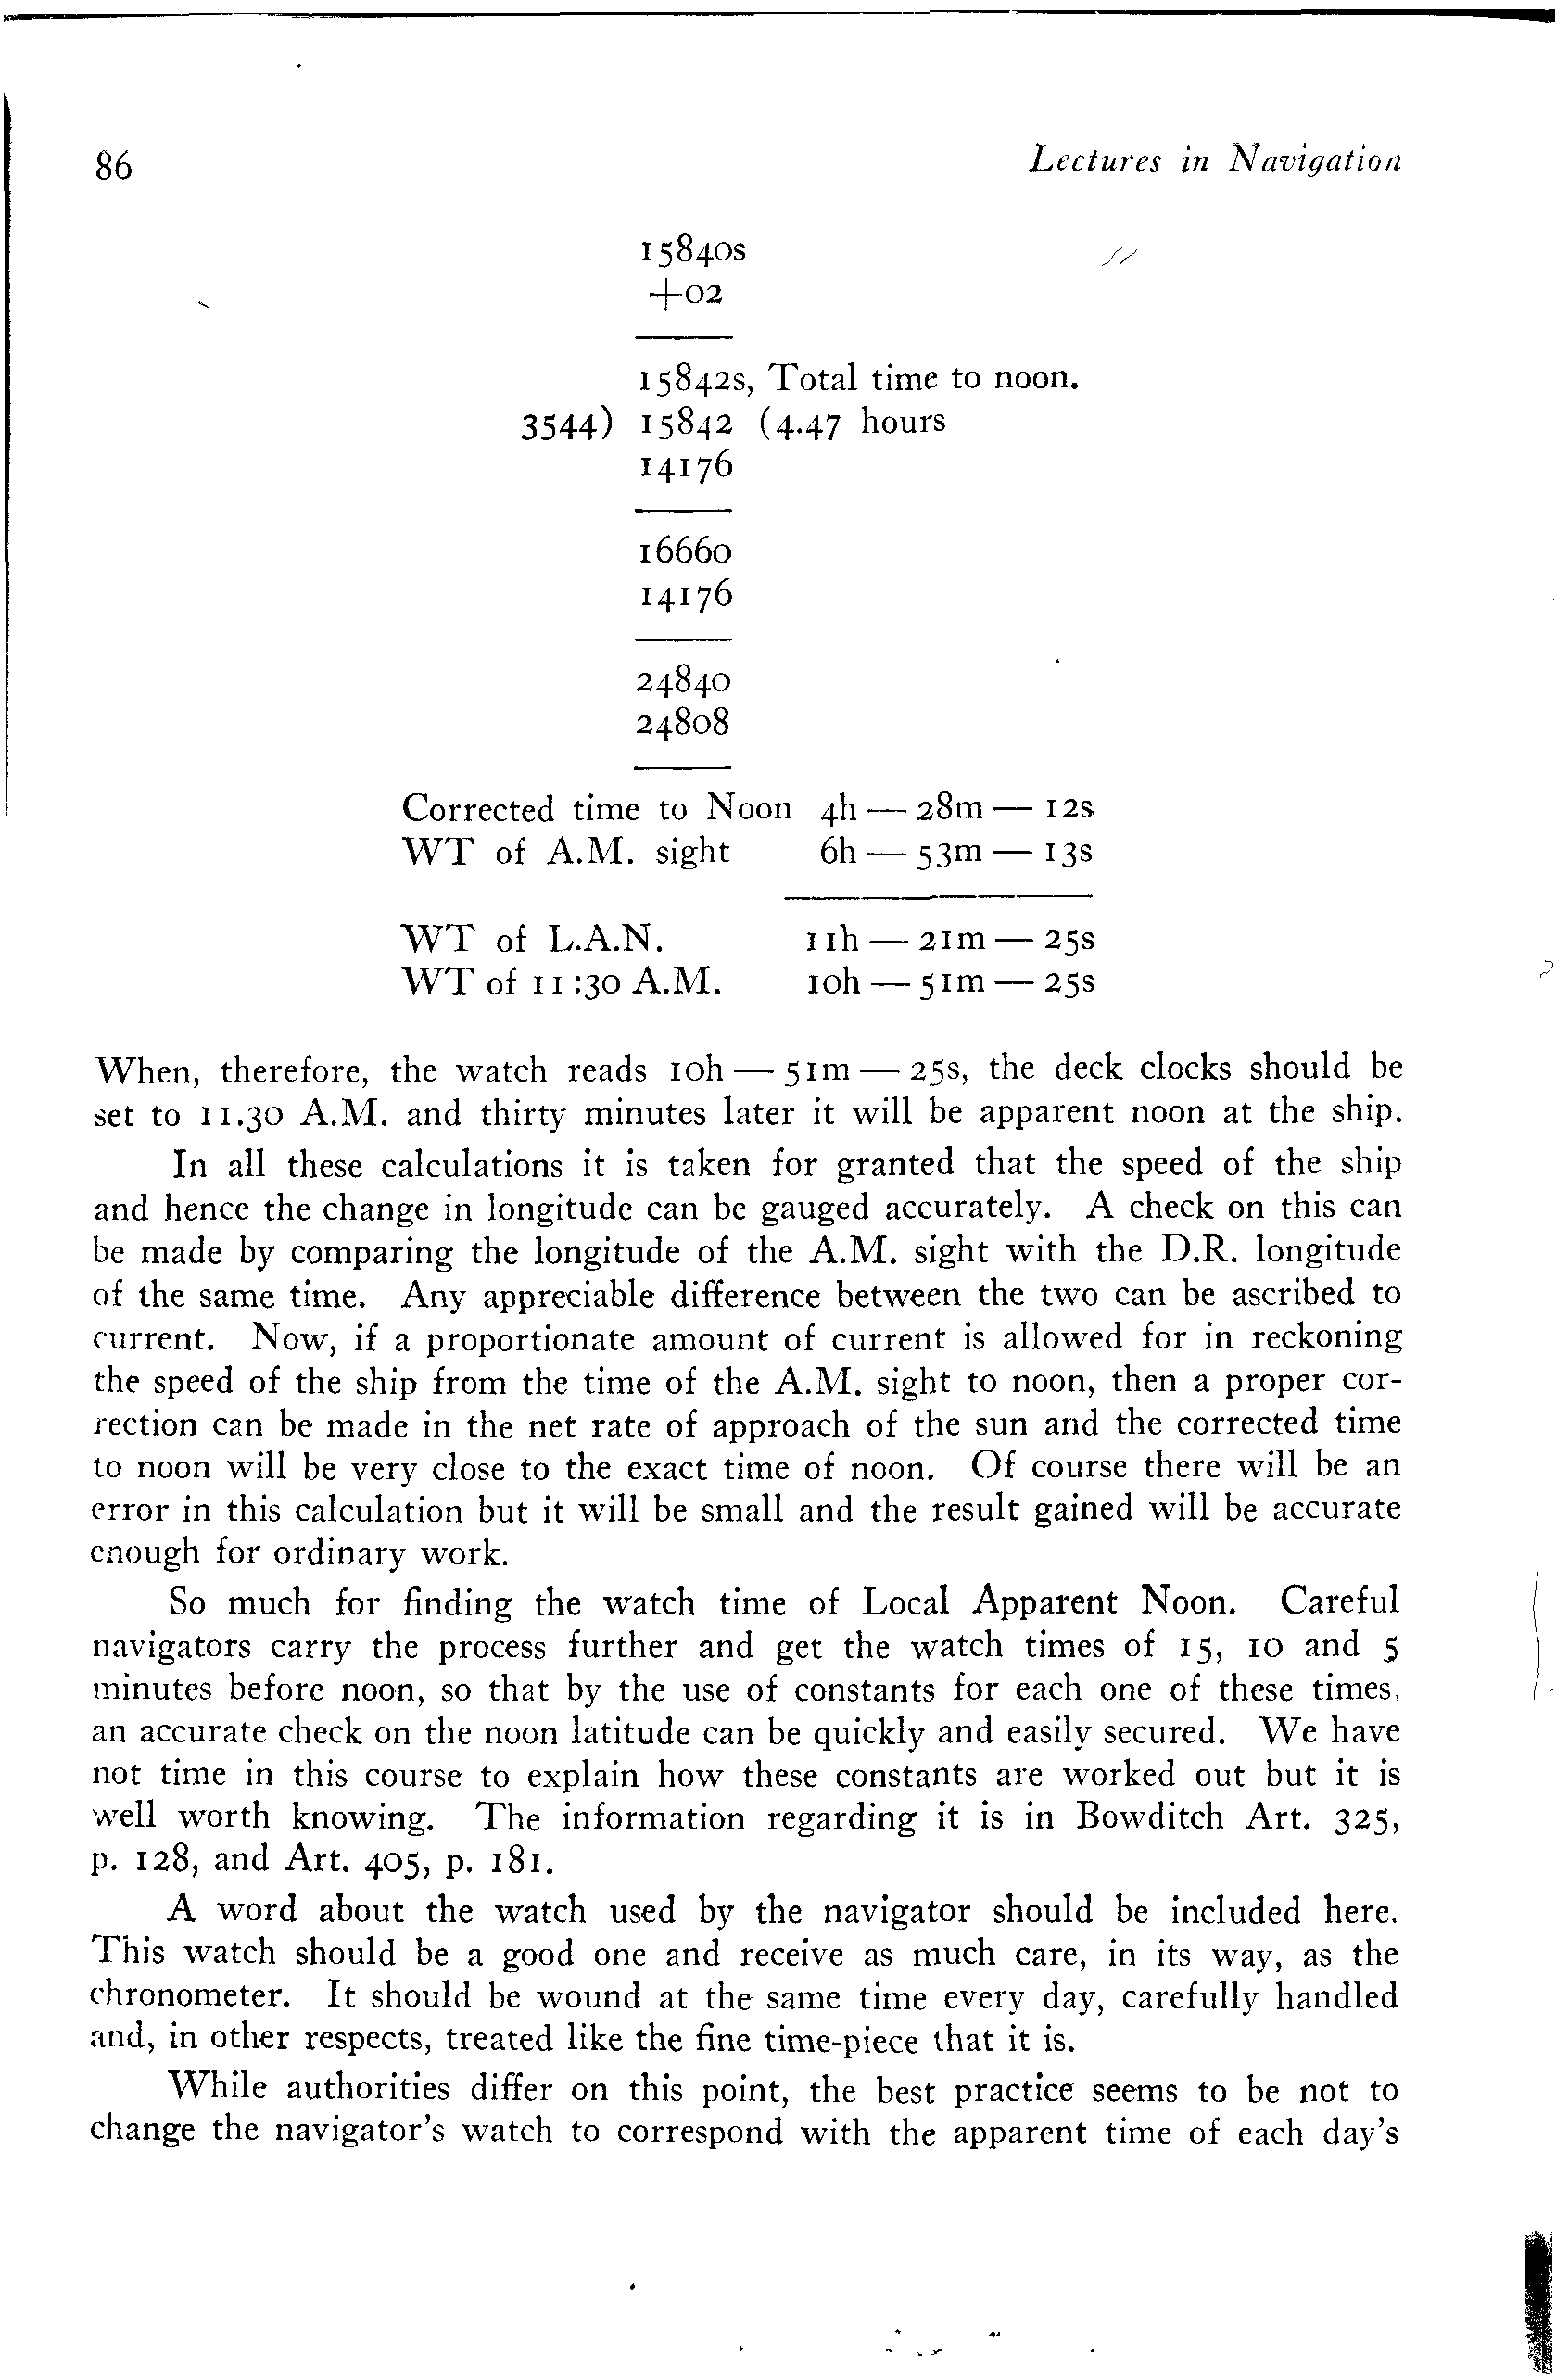 86 Lectures in Navigation
15840s
+02
15842s, Total time to noon.
3544) 15842 (4.47 hours
14176
16660
14176
24840
24808
Corrected time to Noon 4h — 28m — 12s
WT of A.M. sight 6h — 53m — 13s
WT of L.A.N. 11h — 21m — 25s
WT of 11:30 A.M. 10h — 51m — 25s
When, therefore, the watch reads 10h — 51m — 25s, the deck clocks should be
set to 11.30 A.M. and thirty minutes later it will be apparent noon at the ship.
In all these calculations it is taken for granted that the speed of the ship
and hence the change in longitude can be gauged accurately. A check on this can
be made by comparing the longitude of the A.M. sight with the D.R. longitude
of the same time. Any appreciable difference between the two can be ascribed to
current. Now, if a proportionate amount of current is allowed for in reckoning
the speed of the ship from the time of the A.M. sight to noon, then a proper cor-
rection can be made in the net rate of approach of the sun and the corrected time
to noon will be very close to the exact time of noon. Of course there will be an
error in this calculation but it will be small and the result gained will be accurate
enough for ordinary work.
So much for finding the watch time of Local Apparent Noon. Careful
navigators carry the process further and get the watch times of 15, 10 and 5
minutes before noon, so that by the use of constants for each one of these times,
an accurate check on the noon latitude can be quickly and easily secured. We have
not time in this course to explain how these constants are worked out but it is
well worth knowing. The information regarding it is in Bowditch Art. 325,
p. 128, and Art. 405, p. 181.
A word about the watch used by the navigator should be included here.
This watch should be a good one and receive as much care, in its way, as the
chronometer. It should be wound at the same time every day, carefully handled
and, in other respects, treated like the fine time-piece that it is.
While authorities differ on this point, the best practice seems to be not to
change the navigator's watch to correspond with the apparent time of each day's